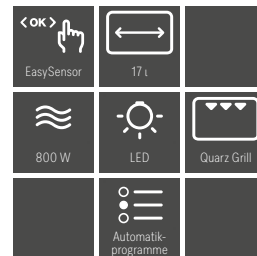 <OK>
EasySensor
17 l
800 W
LED
Quarz Grill
Automatik-
programme